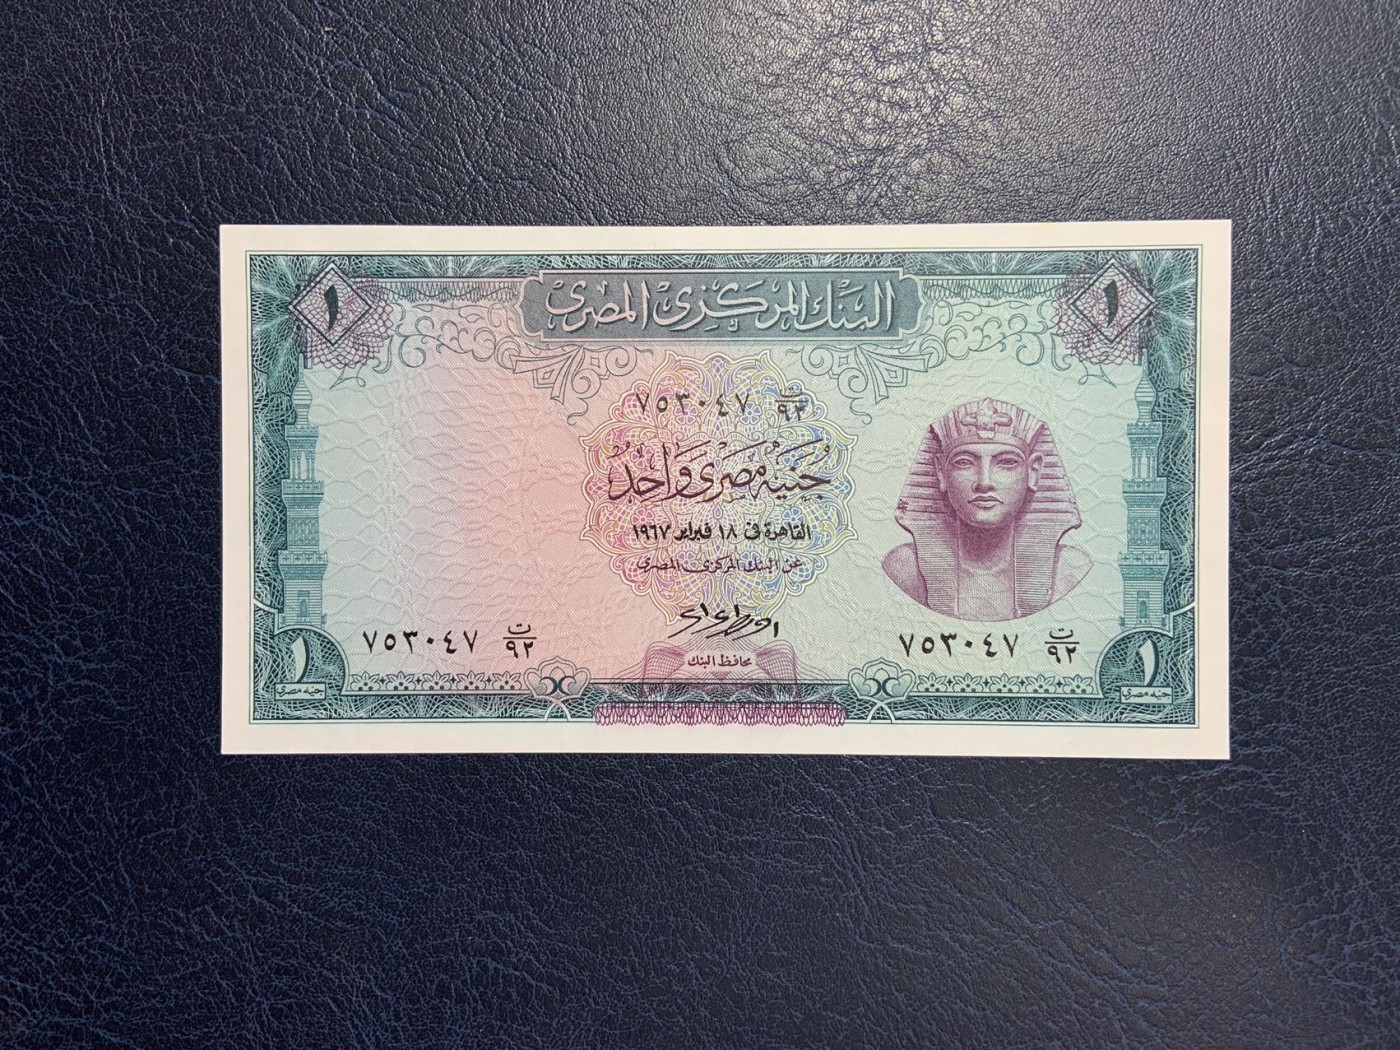 البنك المركزى المصرى
١
١
٧٥٣٠٤٧ ت/٩٢
جنيه مصرى واحد
القاهرة فى ١٨ فبراير ١٩٦٧
عن البنك المركزى المصرى
محافظ البنك
٧٥٣٠٤٧ ت/٩٢
٧٥٣٠٤٧ ت/٩٢
١
جنيه مصرى
١
جنيه مصرى